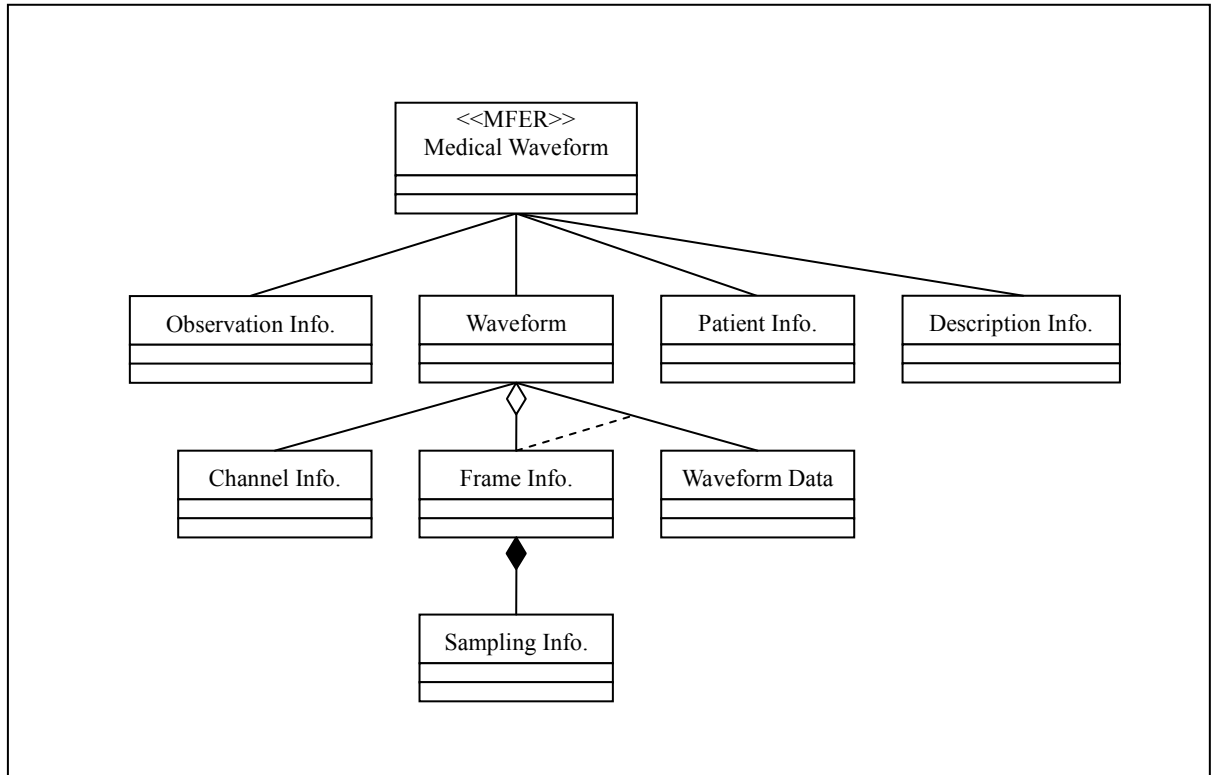 <<MFER>>
Medical Waveform
Observation Info.
Waveform
Patient Info.
Description Info.
Channel Info.
Frame Info.
Waveform Data
Sampling Info.